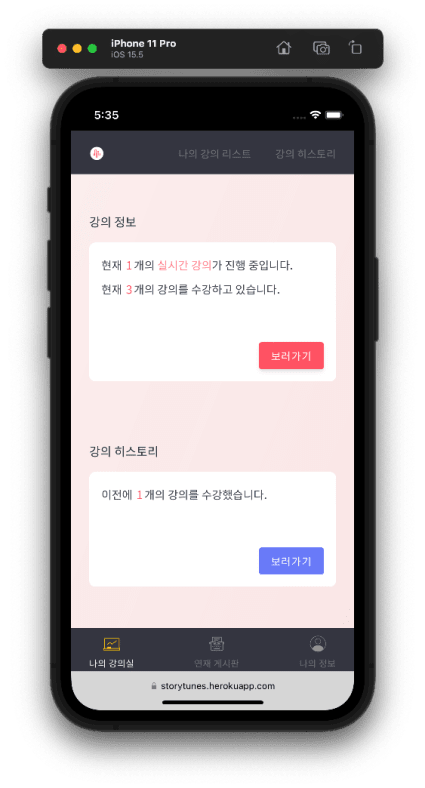 iPhone 11 Pro
iOS 15.5
5:35
나의 강의 리스트 강의 히스토리
강의 정보
현재 1개의 실시간 강의가 진행 중입니다.
현재 3개의 강의를 수강하고 있습니다.
보러가기
강의 히스토리
이전에 1개의 강의를 수강했습니다.
보러가기
나의 강의실 연재 게시판 나의 정보
storytunes.herokuapp.com